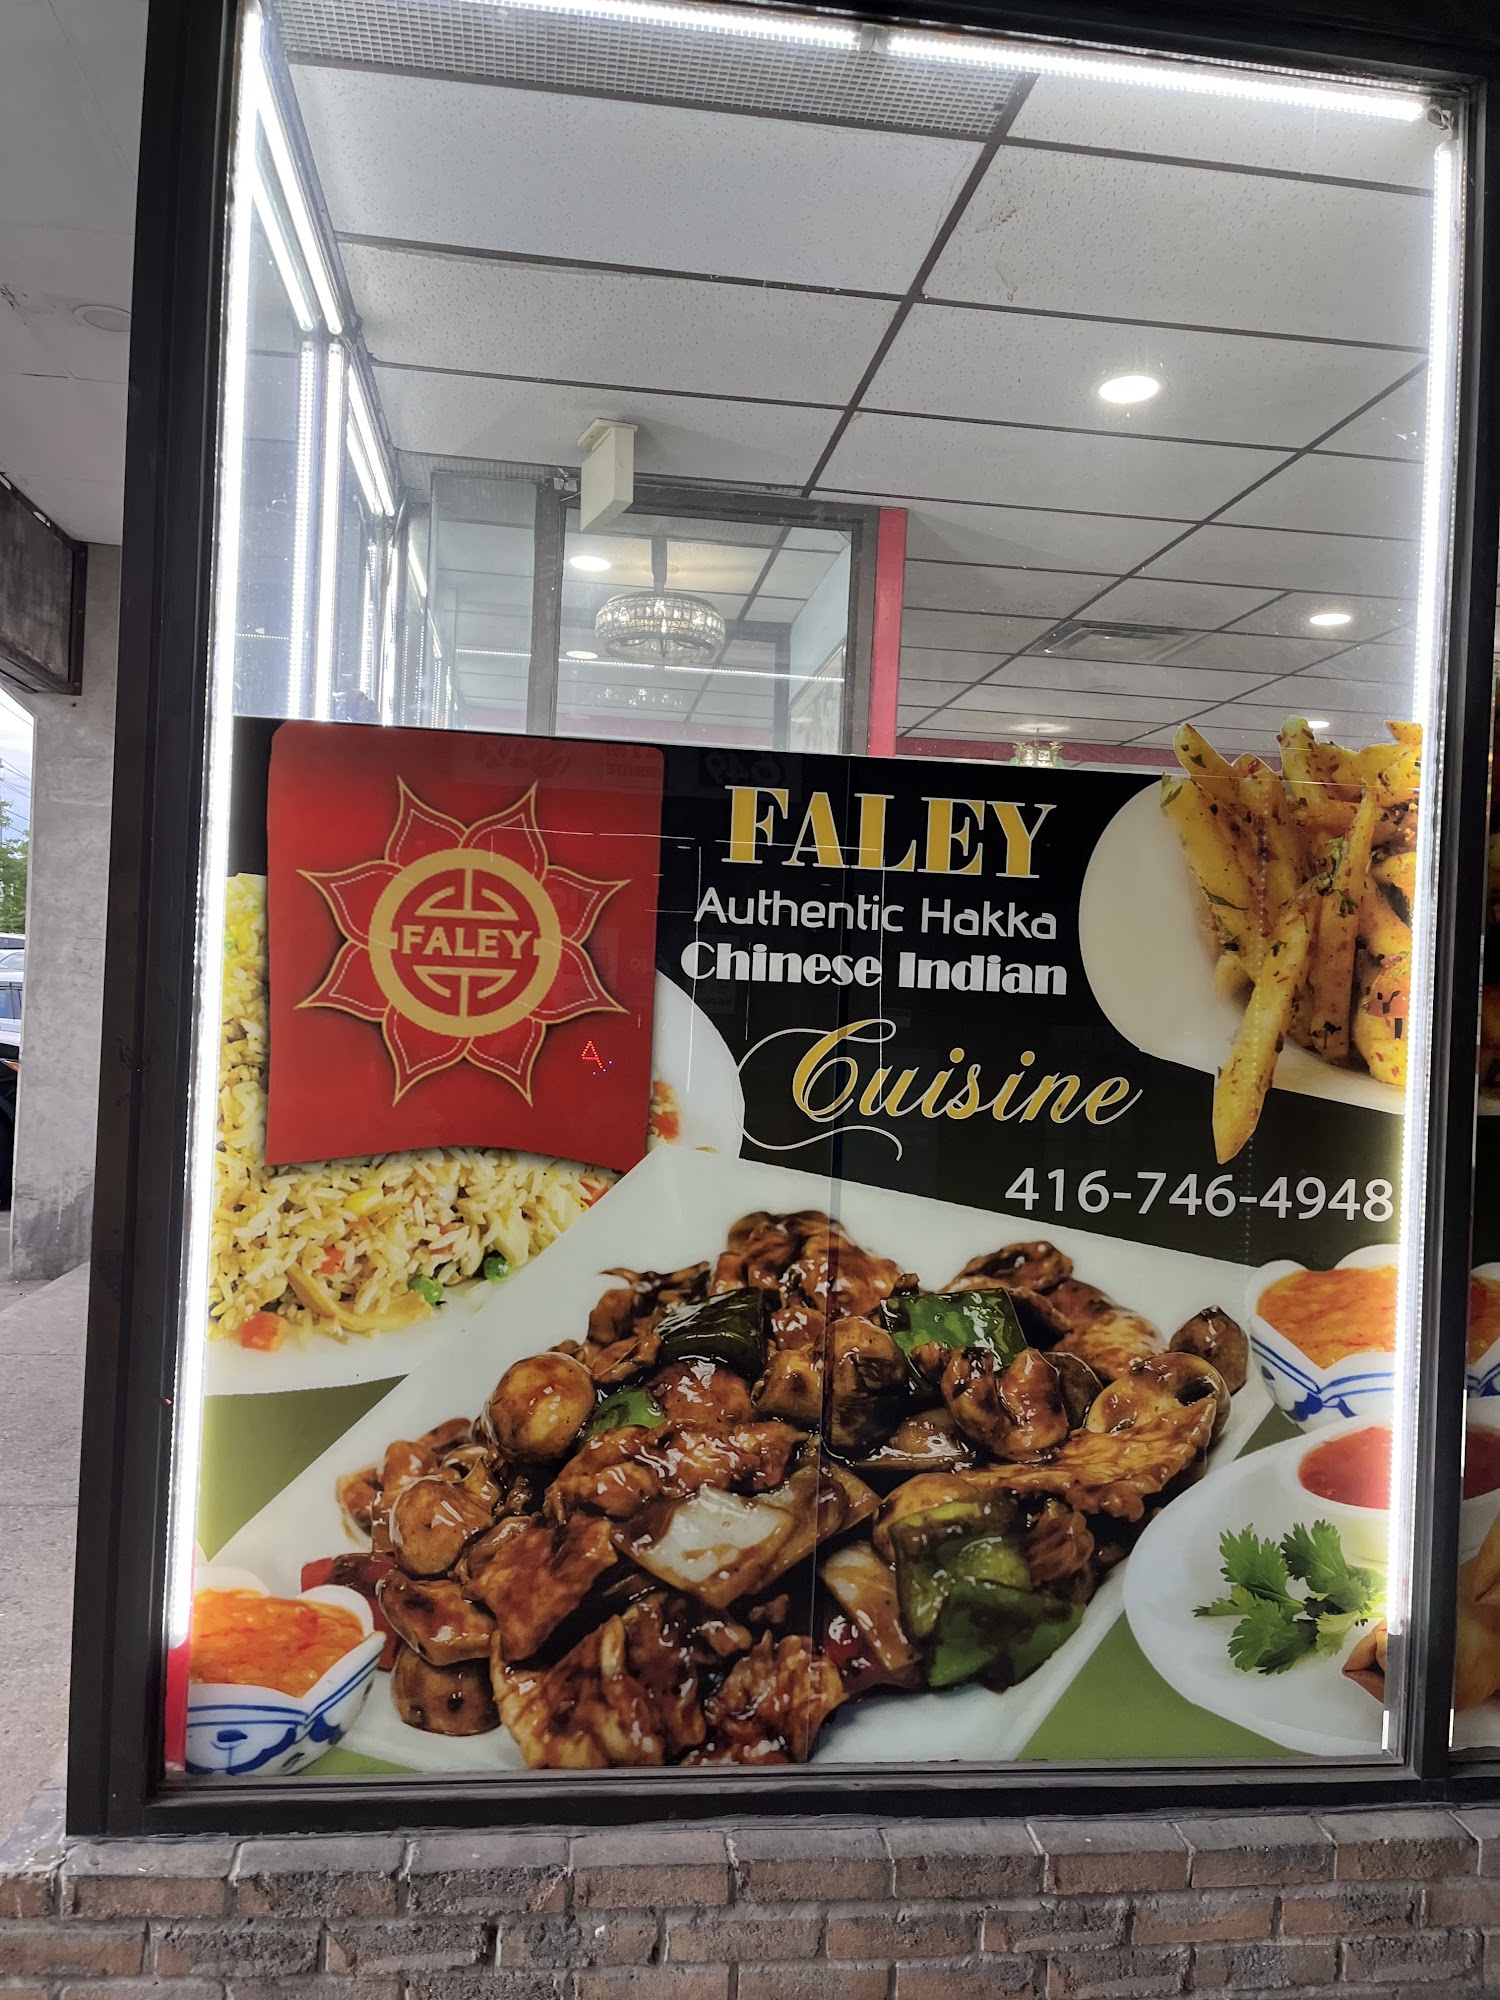 FALEY
FALEY
Authentic Hakka
Chinese Indian
Cuisine
416-746-4948